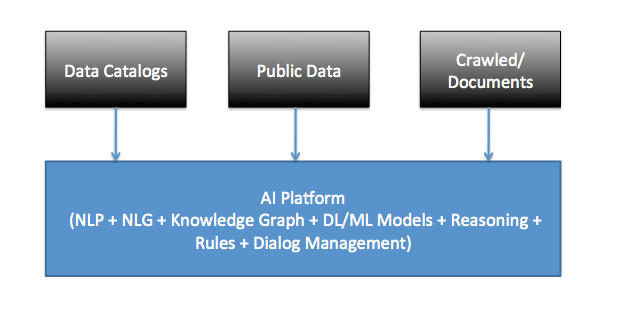 Data Catalogs
Public Data
Crawled/
Documents
AI Platform
(NLP + NLG + Knowledge Graph + DL/ML Models + Reasoning +
Rules + Dialog Management)